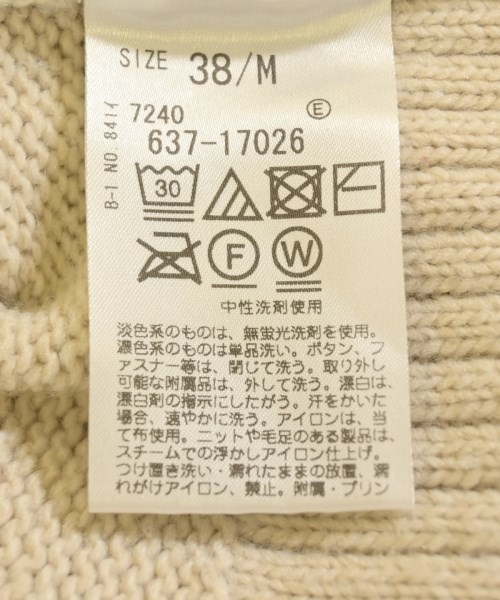 SIZE 38/M
B-1 NO.841イ
7240 Ⓔ
637-17026
30
F W
中性洗剤使用
淡色系のものは、無蛍光洗剤を使用。
濃色系のものは単品洗い。ボタン、フ
ァスナー等は、閉じて洗う。取り外し
可能な附属品は、外して洗う。漂白は、
漂白剤の指示にしたがう。汗をかいた
場合、速やかに洗う。アイロンは、当
て布使用。ニットや毛足のある製品は、
スチームでの浮かしアイロン仕上げ。
つけ置き洗い・濡れたままの放置、濡
れがけアイロン、禁止。附属・プリン